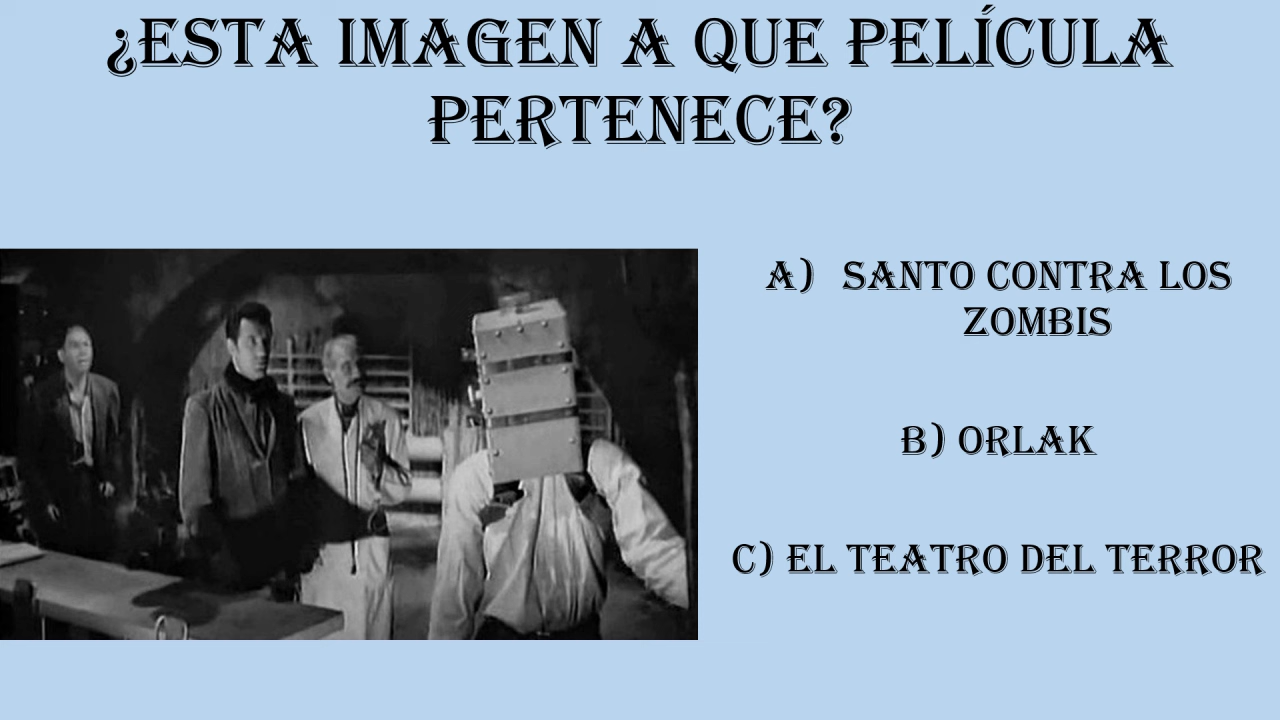 ¿ESTA IMAGEN A QUE PELÍCULA
PERTENECE?
A) SANTO CONTRA LOS
ZOMBIS
B) ORLAK
C) EL TEATRO DEL TERROR